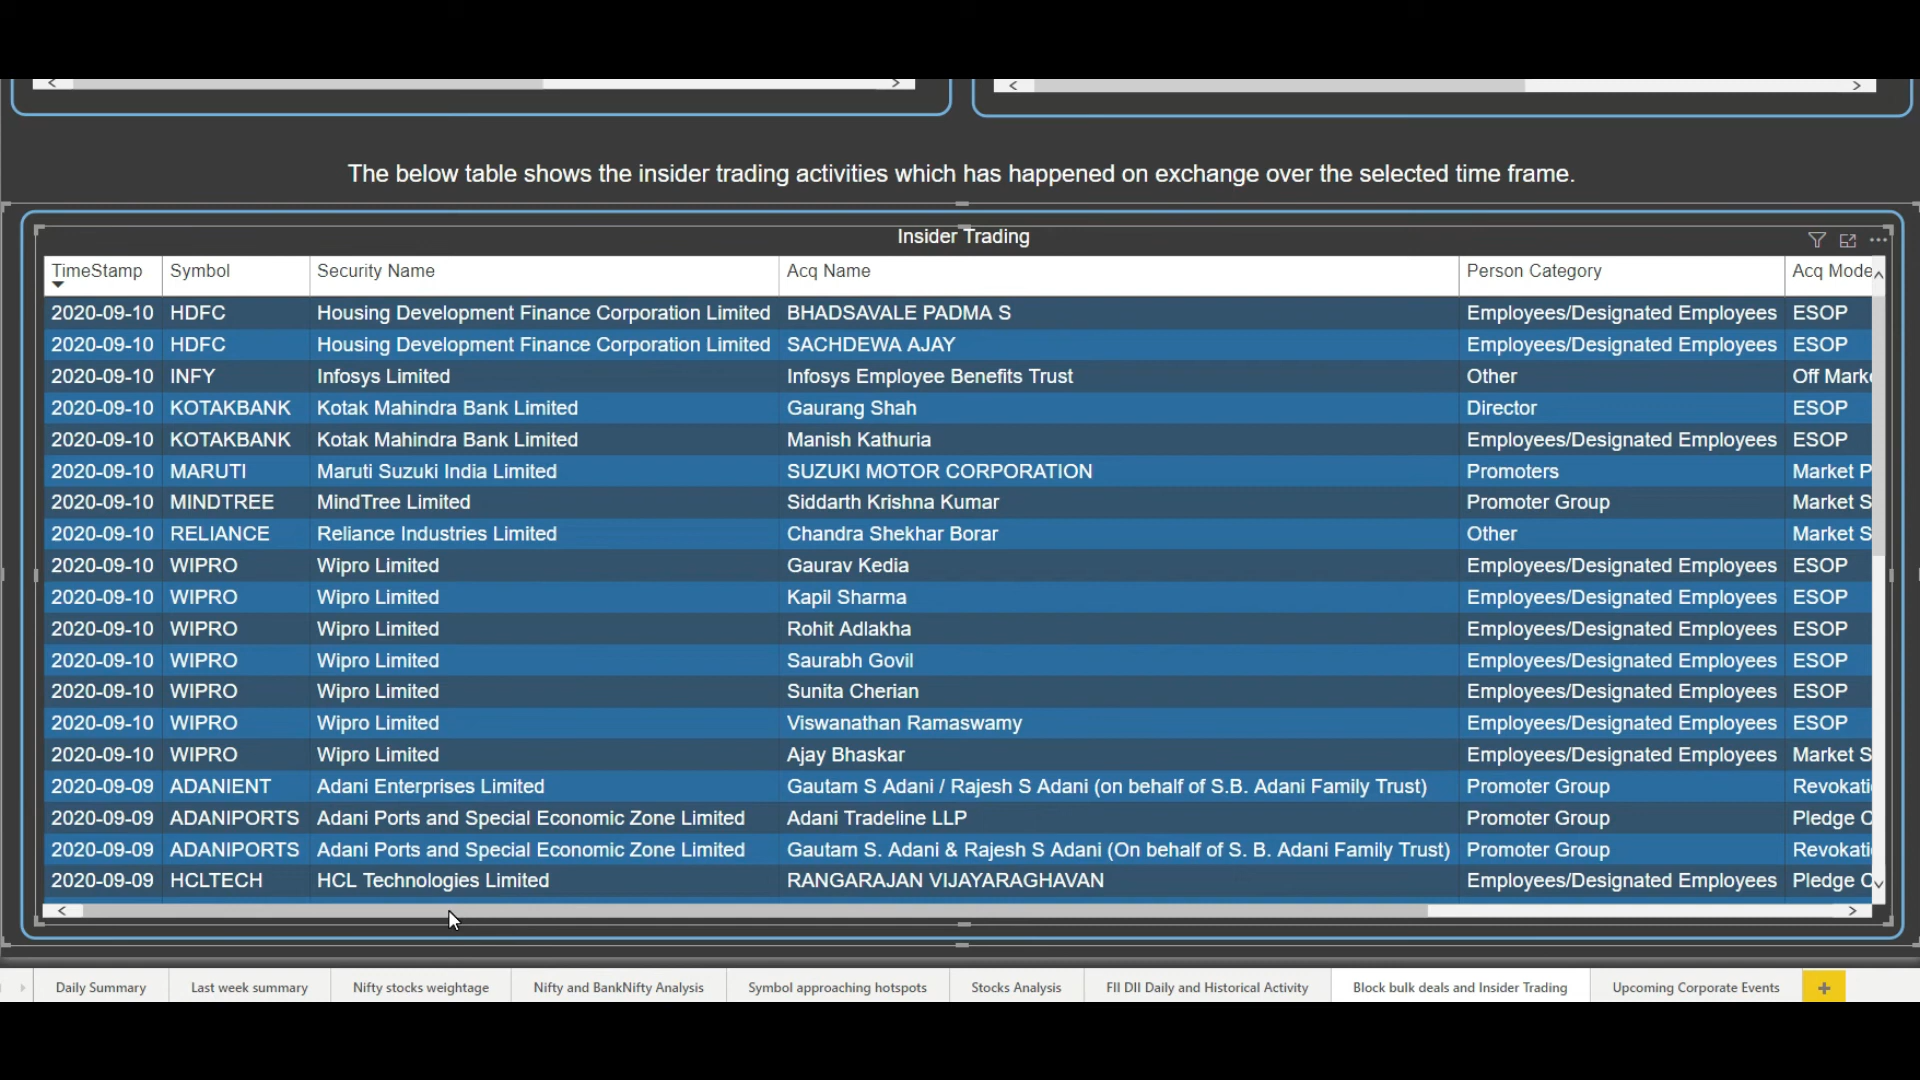 The below table shows the insider trading activities which has happened on exchange over the selected time frame.
Insider Trading
TimeStamp Symbol Security Name Acq Name Person Category Acq Mode
2020-09-10 HDFC Housing Development Finance Corporation Limited BHADSAVALE PADMA S Employees/Designated Employees ESOP
2020-09-10 HDFC Housing Development Finance Corporation Limited SACHDEWA AJAY Employees/Designated Employees ESOP
2020-09-10 INFY Infosys Limited Infosys Employee Benefits Trust Other Off Marke
2020-09-10 KOTAKBANK Kotak Mahindra Bank Limited Gaurang Shah Director ESOP
2020-09-10 KOTAKBANK Kotak Mahindra Bank Limited Manish Kathuria Employees/Designated Employees ESOP
2020-09-10 MARUTI Maruti Suzuki India Limited SUZUKI MOTOR CORPORATION Promoters Market P
2020-09-10 MINDTREE MindTree Limited Siddarth Krishna Kumar Promoter Group Market S
2020-09-10 RELIANCE Reliance Industries Limited Chandra Shekhar Borar Other Market S
2020-09-10 WIPRO Wipro Limited Gaurav Kedia Employees/Designated Employees ESOP
2020-09-10 WIPRO Wipro Limited Kapil Sharma Employees/Designated Employees ESOP
2020-09-10 WIPRO Wipro Limited Rohit Adlakha Employees/Designated Employees ESOP
2020-09-10 WIPRO Wipro Limited Saurabh Govil Employees/Designated Employees ESOP
2020-09-10 WIPRO Wipro Limited Sunita Cherian Employees/Designated Employees ESOP
2020-09-10 WIPRO Wipro Limited Viswanathan Ramaswamy Employees/Designated Employees ESOP
2020-09-10 WIPRO Wipro Limited Ajay Bhaskar Employees/Designated Employees Market S
2020-09-09 ADANIENT Adani Enterprises Limited Gautam S Adani / Rajesh S Adani (on behalf of S.B. Adani Family Trust) Promoter Group Revokati
2020-09-09 ADANIPORTS Adani Ports and Special Economic Zone Limited Adani Tradeline LLP Promoter Group Pledge C
2020-09-09 ADANIPORTS Adani Ports and Special Economic Zone Limited Gautam S. Adani & Rajesh S Adani (On behalf of S. B. Adani Family Trust) Promoter Group Revokati
2020-09-09 HCLTECH HCL Technologies Limited RANGARAJAN VIJAYARAGHAVAN Employees/Designated Employees Pledge C
Daily Summary Last week summary Nifty stocks weightage Nifty and BankNifty Analysis Symbol approaching hotspots Stocks Analysis FII DII Daily and Historical Activity Block bulk deals and Insider Trading Upcoming Corporate Events